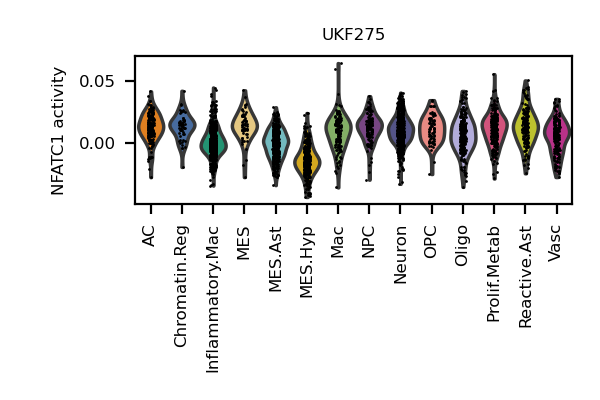 UKF275
NFATC1 activity
0.05
0.00
AC
Chromatin.Reg
Inflammatory.Mac
MES
MES.Ast
MES.Hyp
Mac
NPC
Neuron
OPC
Oligo
Prolif.Metab
Reactive.Ast
Vasc